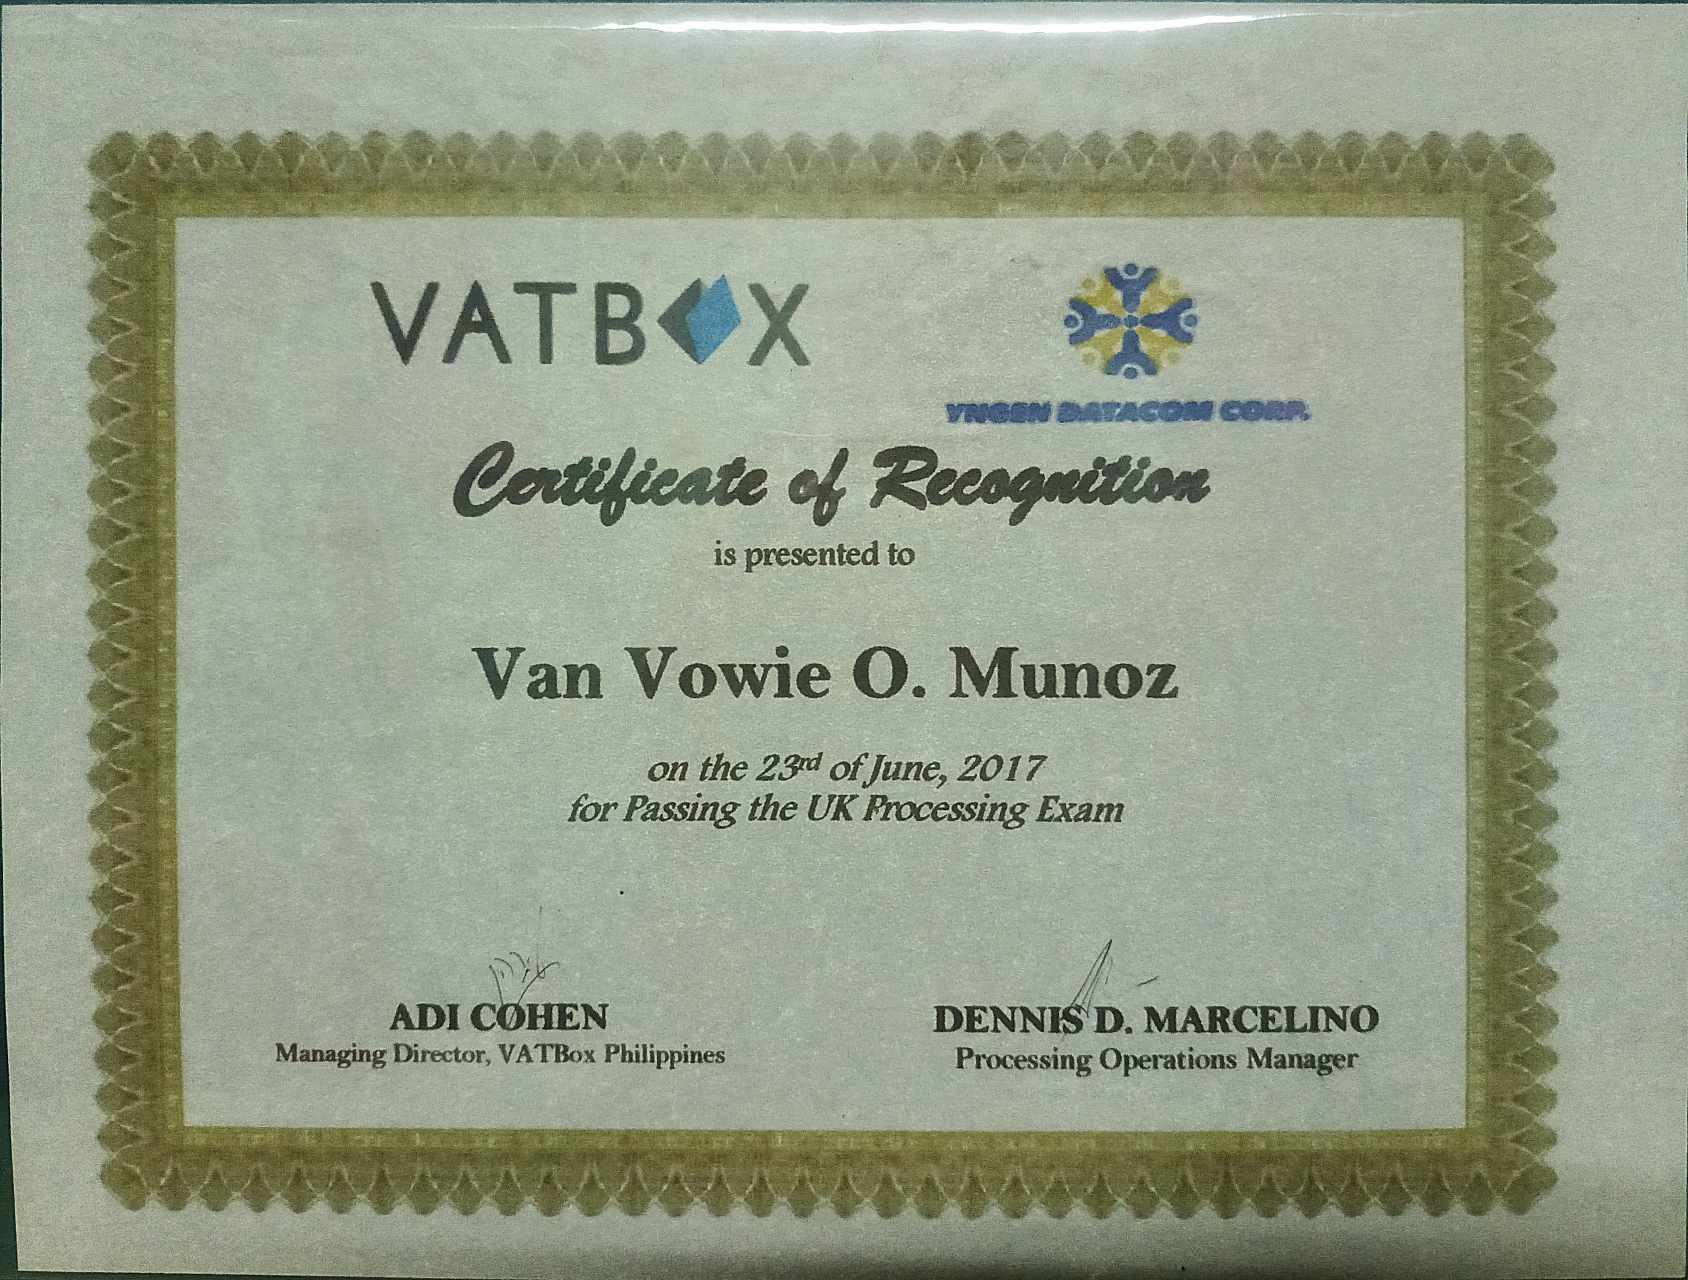 VATBOX
YNGEN DATACOM CORP.
Certificate of Recognition
is presented to
Van Vowie O. Munoz
on the 23rd of June, 2017
for Passing the UK Processing Exam
ADI COHEN
Managing Director, VATBox Philippines
DENNIS D. MARCELINO
Processing Operations Manager